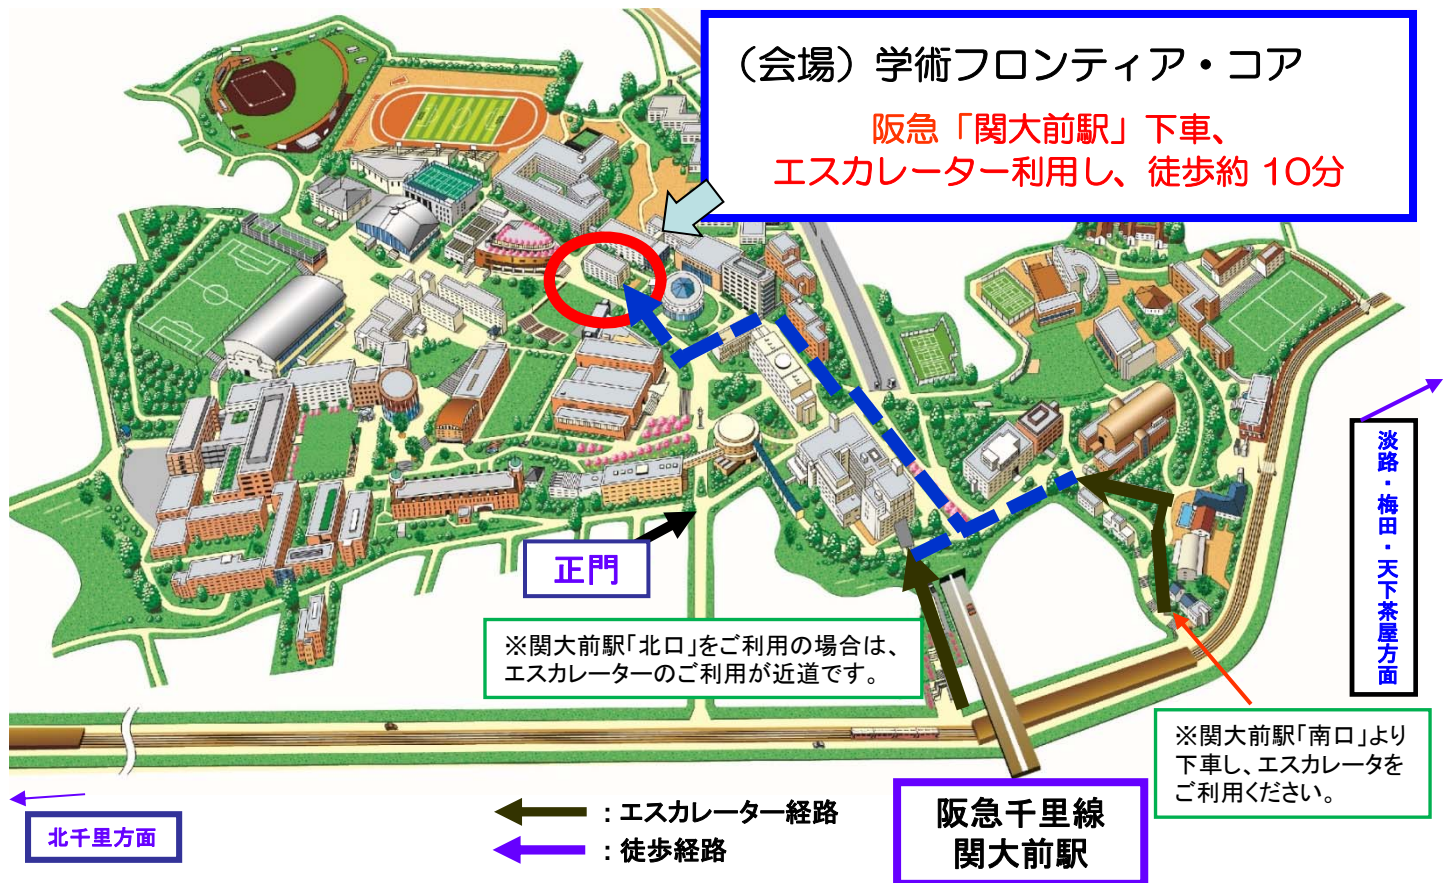 （会場）学術フロンティア・コア
阪急「関大前駅」下車、
エスカレーター利用し、徒歩約 10分
淡路・梅田・天下茶屋方面
正門
※関大前駅「北口」をご利用の場合は、
エスカレーターのご利用が近道です。
※関大前駅「南口」より
下車し、エスカレータを
ご利用ください。
北千里方面
：エスカレーター経路
：徒歩経路
阪急千里線
関大前駅